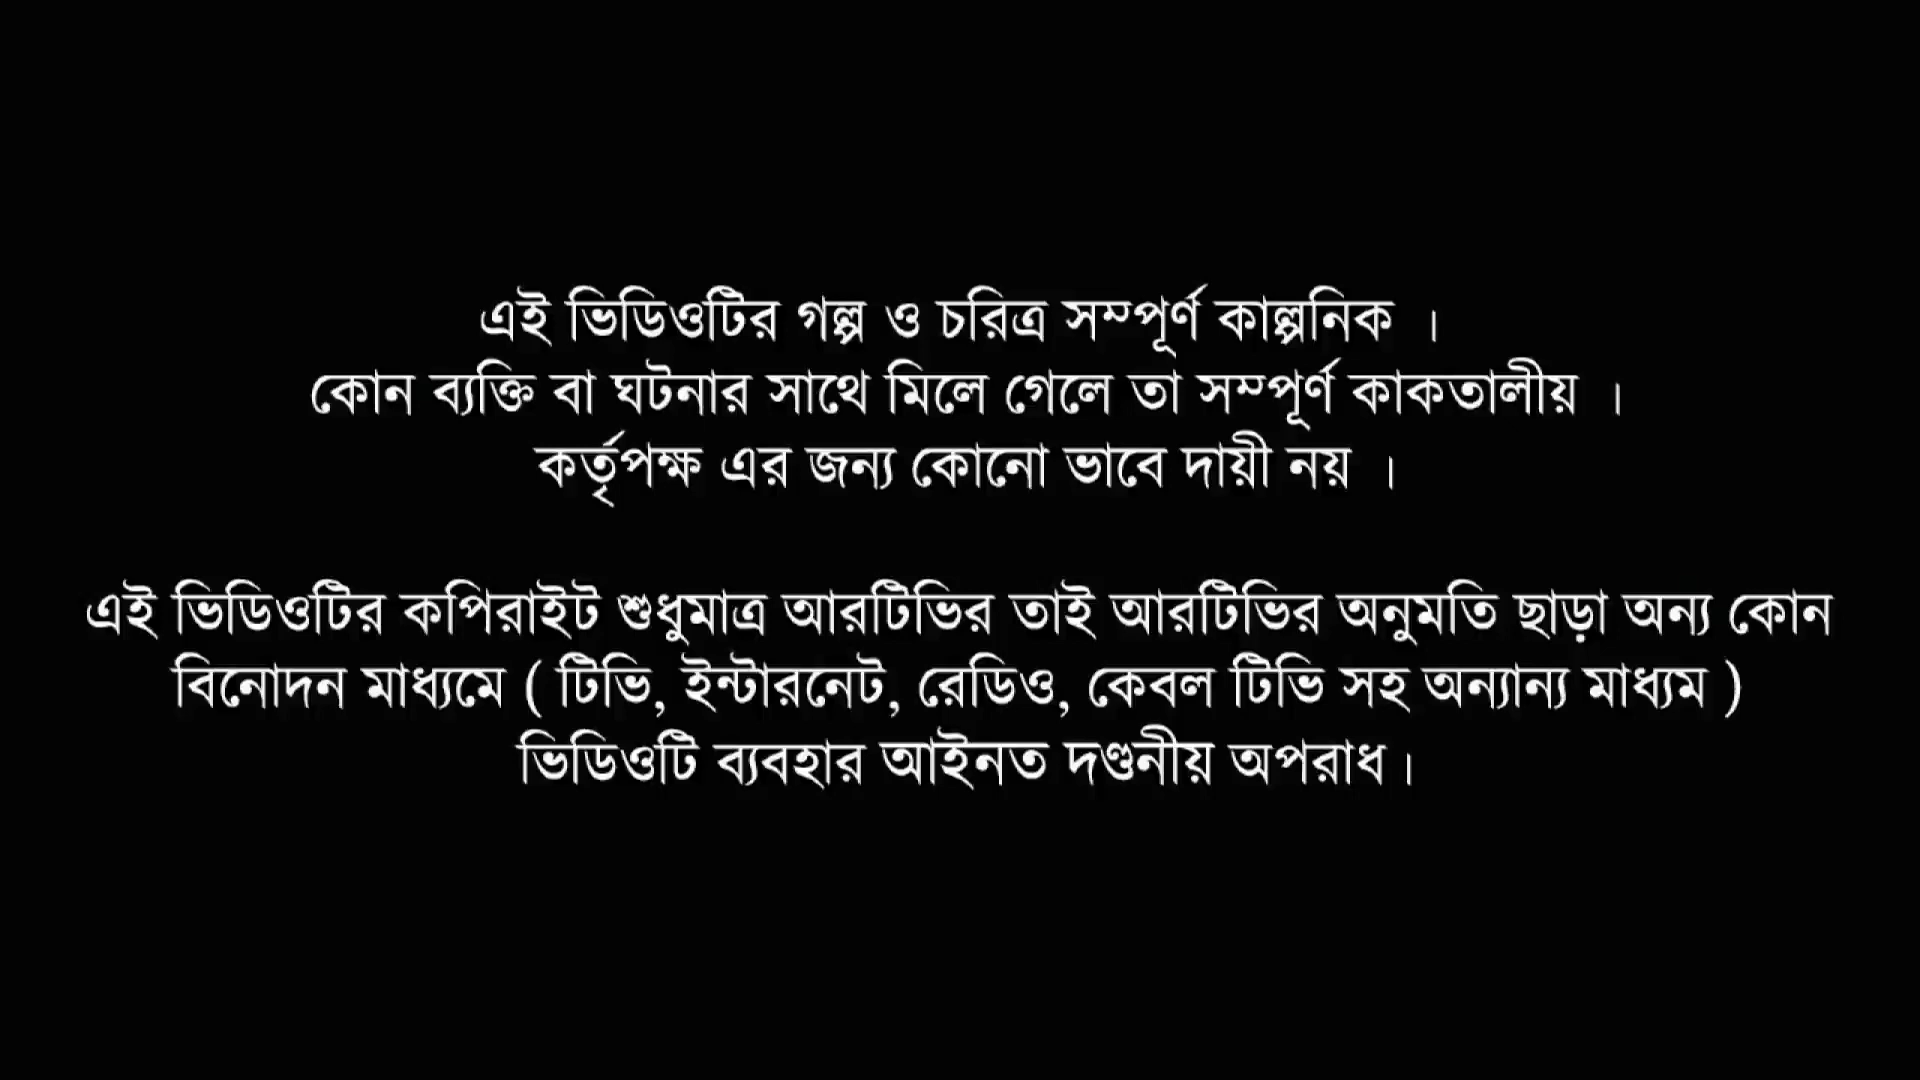 এই ভিডিওটির গল্প ও চরিত্র সম্পূর্ণ কাল্পনিক ।
কোন ব্যক্তি বা ঘটনার সাথে মিলে গেলে তা সম্পূর্ণ কাকতালীয় ।
কর্তৃপক্ষ এর জন্য কোনো ভাবে দায়ী নয় ।
এই ভিডিওটির কপিরাইট শুধুমাত্র আরটিভির তাই আরটিভির অনুমতি ছাড়া অন্য কোন
বিনোদন মাধ্যমে ( টিভি, ইন্টারনেট, রেডিও, কেবল টিভি সহ অন্যান্য মাধ্যম )
ভিডিওটি ব্যবহার আইনত দণ্ডনীয় অপরাধ ।